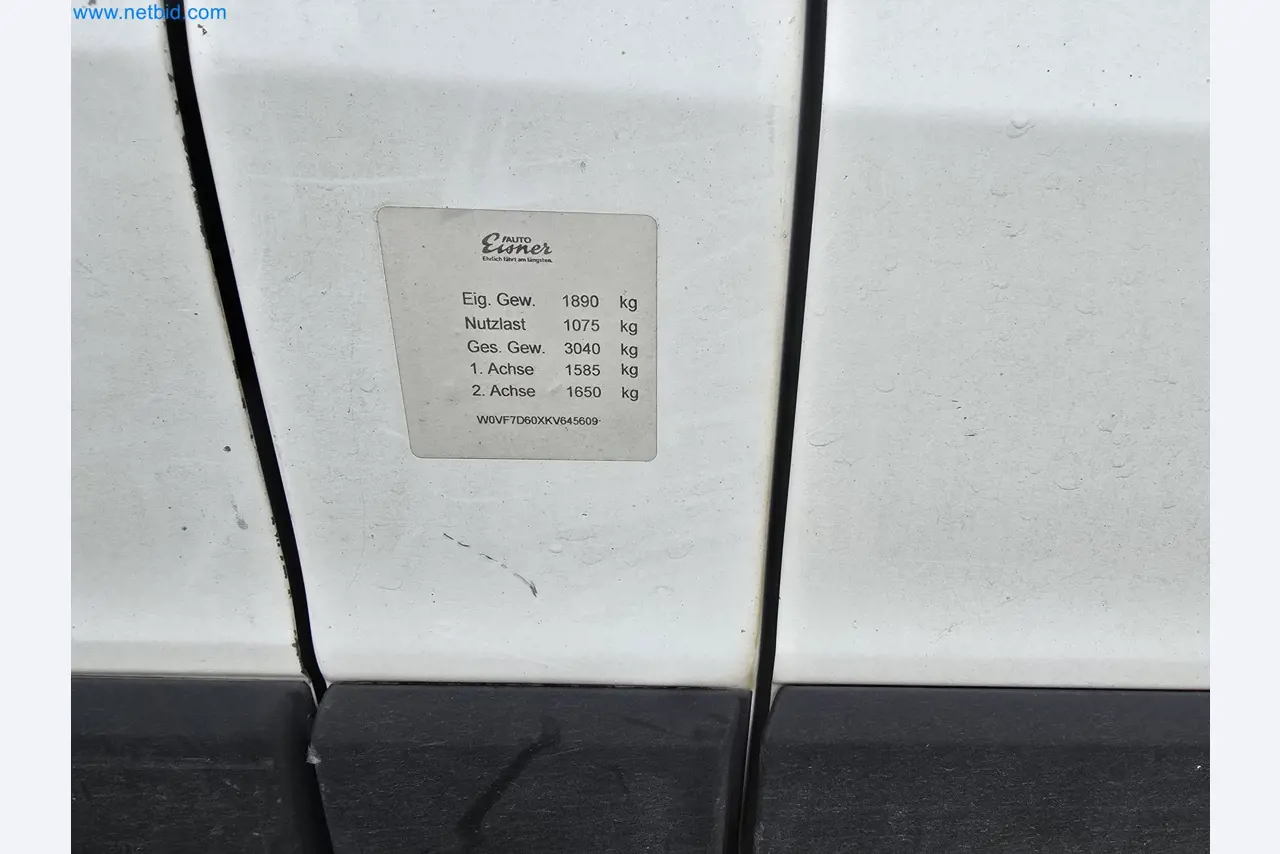 www.netbid.com
AUTO
Eisner
Ehrlich fährt am längsten.
Eig. Gew. 1890 kg
Nutzlast 1075 kg
Ges. Gew. 3040 kg
1. Achse 1585 kg
2. Achse 1650 kg
W0VF7D60XKV645609